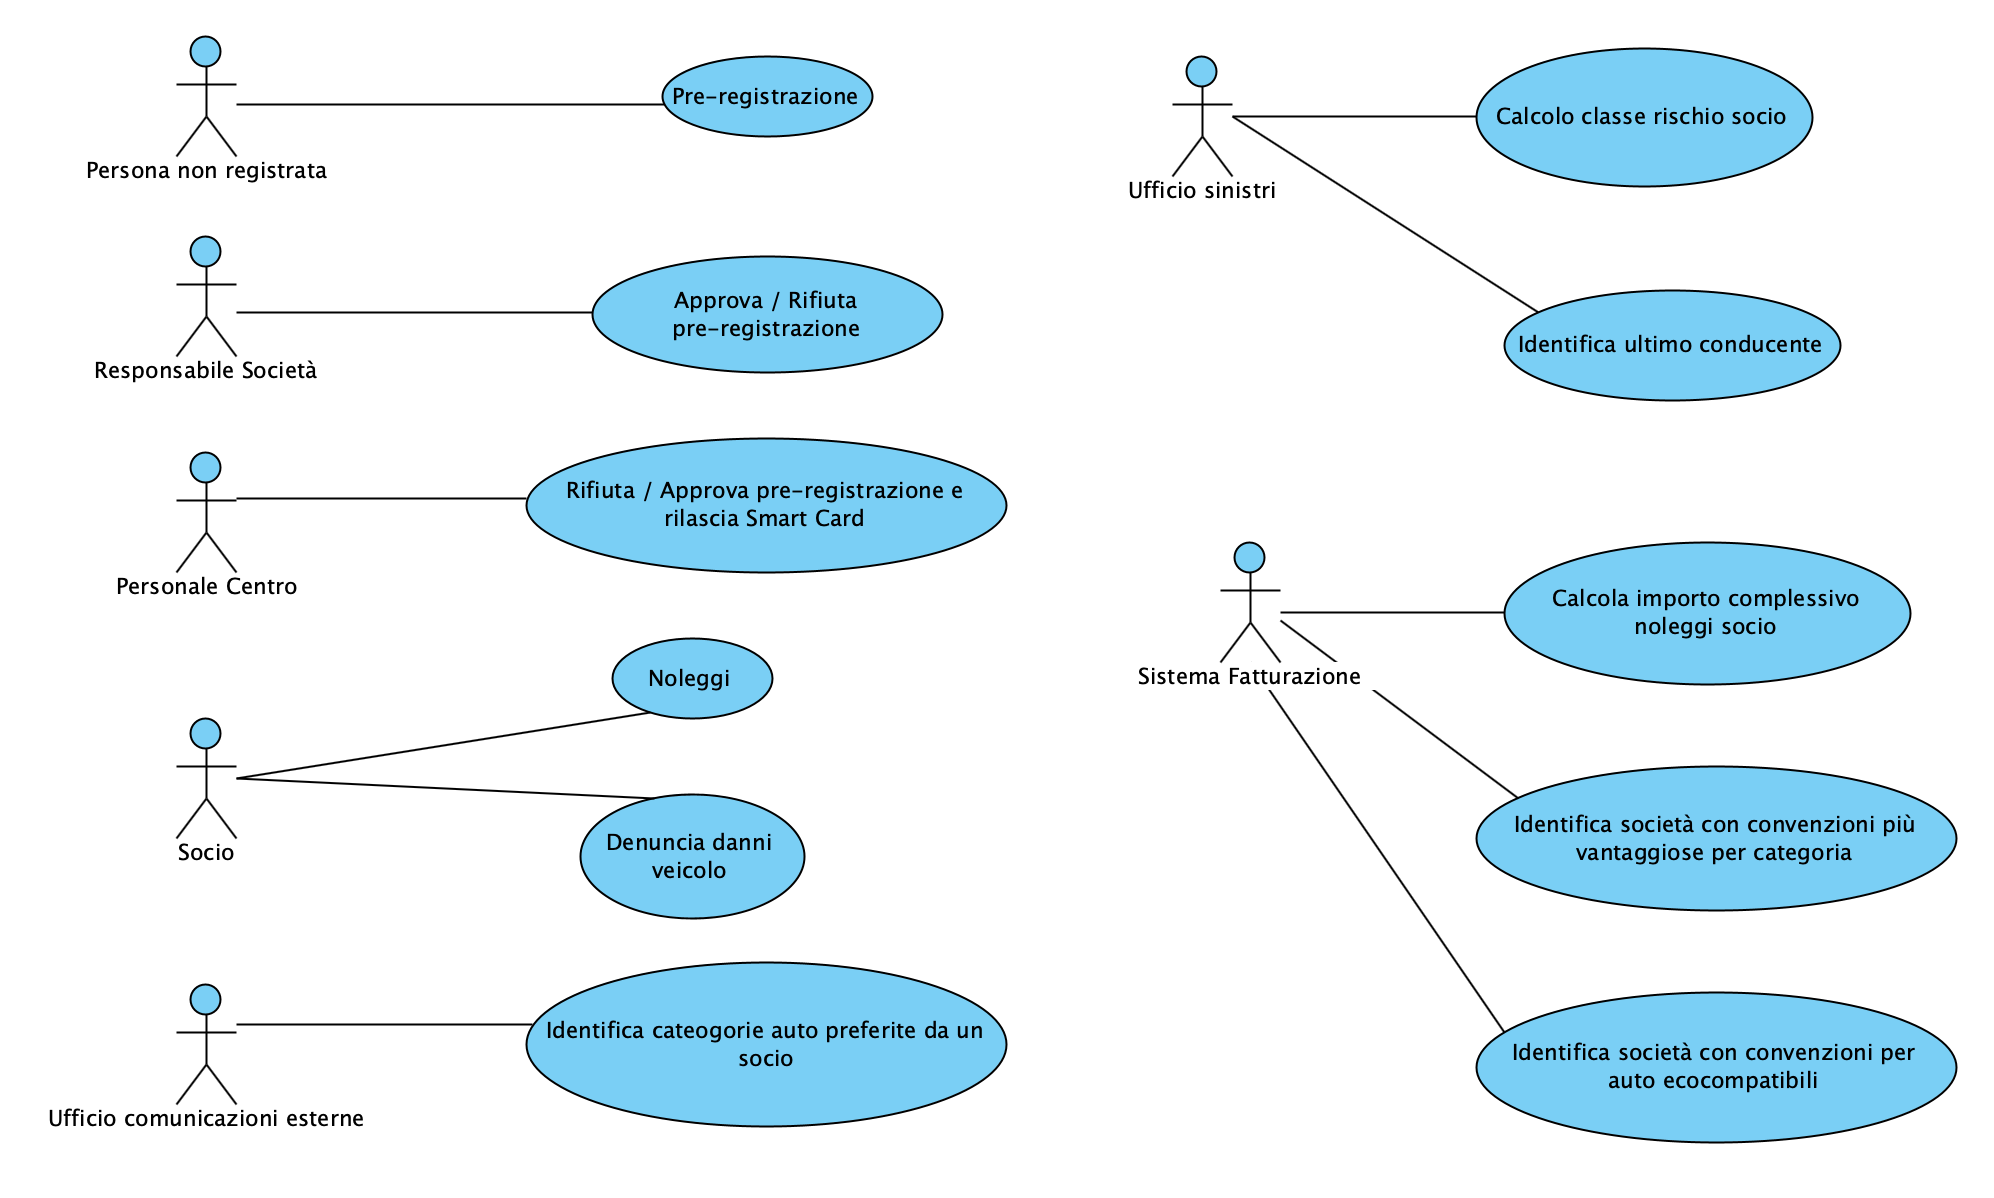 Pre-registrazione
Persona non registrata
Approva / Rifiuta
pre-registrazione
Responsabile Società
Rifiuta / Approva pre-registrazione e
rilascia Smart Card
Personale Centro
Noleggi
Denuncia danni
veicolo
Socio
Identifica cateogorie auto preferite da un
socio
Ufficio comunicazioni esterne
Calcolo classe rischio socio
Ufficio sinistri
Identifica ultimo conducente
Calcola importo complessivo
noleggi socio
Sistema Fatturazione
Identifica società con convenzioni più
vantaggiose per categoria
Identifica società con convenzioni per
auto ecocompatibili